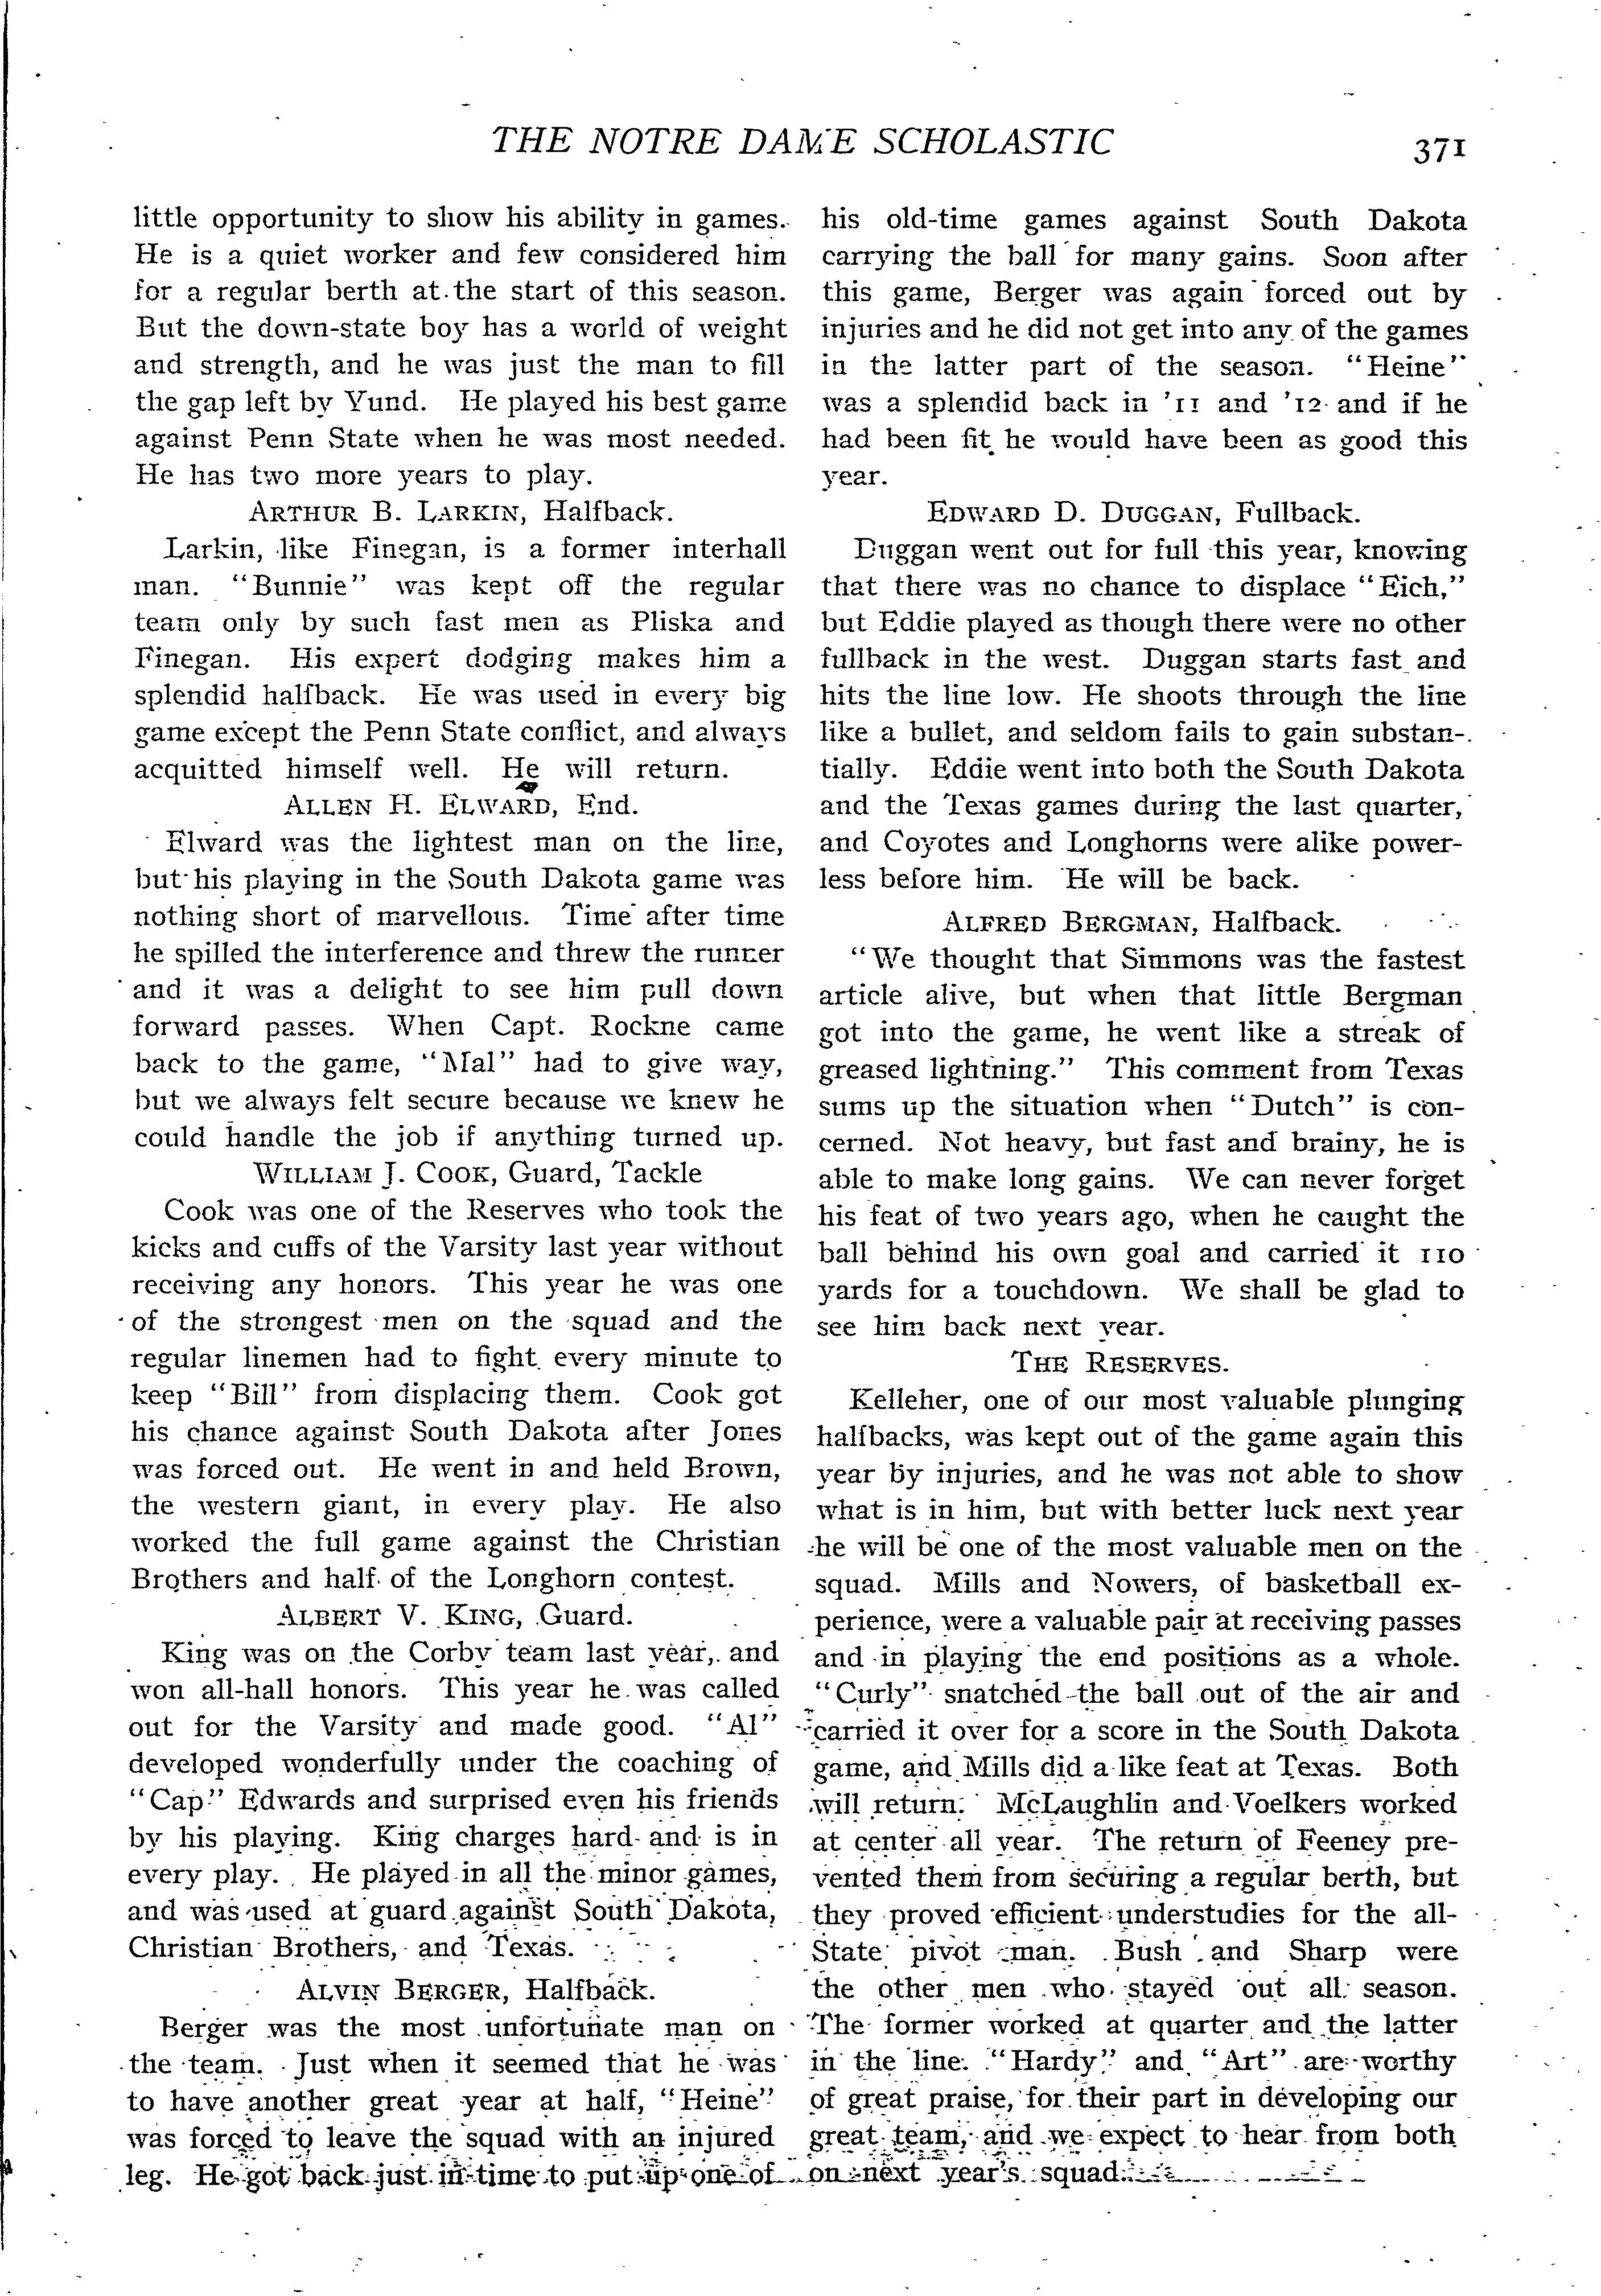 THE NOTRE DAME SCHOLASTIC
371
little opportunity to show his ability in games.
He is a quiet worker and few considered him
for a regular berth at the start of this season.
But the down-state boy has a world of weight
and strength, and he was just the man to fill
the gap left by Yund. He played his best game
against Penn State when he was most needed.
He has two more years to play.
ARTHUR B. LARKIN, Halfback.
Larkin, like Finegan, is a former interhall
man. "Bunnie" was kept off the regular
team only by such fast men as Pliska and
Finegan. His expert dodging makes him a
splendid halfback. He was used in every big
game except the Penn State conflict, and always
acquitted himself well. He will return.
ALLEN H. ELWARD, End.
Elward was the lightest man on the line,
but his playing in the South Dakota game was
nothing short of marvellous. Time after time
he spilled the interference and threw the runner
and it was a delight to see him pull down
forward passes. When Capt. Rockne came
back to the game, "Mal" had to give way,
but we always felt secure because we knew he
could handle the job if anything turned up.
WILLIAM J. COOK, Guard, Tackle
Cook was one of the Reserves who took the
kicks and cuffs of the Varsity last year without
receiving any honors. This year he was one
of the strongest men on the squad and the
regular linemen had to fight every minute to
keep "Bill" from displacing them. Cook got
his chance against South Dakota after Jones
was forced out. He went in and held Brown,
the western giant, in every play. He also
worked the full game against the Christian
Brothers and half of the Longhorn contest.
ALBERT V. KING, Guard.
King was on the Corby team last year, and
won all-hall honors. This year he was called
out for the Varsity and made good. "Al"
developed wonderfully under the coaching of
"Cap" Edwards and surprised even his friends
by his playing. King charges hard and is in
every play. He played in all the minor games,
and was used at guard against South Dakota,
Christian Brothers, and Texas.
ALVIN BERGER, Halfback.
Berger was the most unfortunate man on
the team. Just when it seemed that he was
to have another great year at half, "Heine"
was forced to leave the squad with an injured
leg. He got back just in time to put up one of
his old-time games against South Dakota
carrying the ball for many gains. Soon after
this game, Berger was again forced out by
injuries and he did not get into any of the games
in the latter part of the season. "Heine"
was a splendid back in '11 and '12 and if he
had been fit he would have been as good this
year.
EDWARD D. DUGGAN, Fullback.
Duggan went out for full this year, knowing
that there was no chance to displace "Eich,"
but Eddie played as though there were no other
fullback in the west. Duggan starts fast and
hits the line low. He shoots through the line
like a bullet, and seldom fails to gain substan-
tially. Eddie went into both the South Dakota
and the Texas games during the last quarter,
and Coyotes and Longhorns were alike power-
less before him. He will be back.
ALFRED BERGMAN, Halfback.
"We thought that Simmons was the fastest
article alive, but when that little Bergman
got into the game, he went like a streak of
greased lightning." This comment from Texas
sums up the situation when "Dutch" is con-
cerned. Not heavy, but fast and brainy, he is
able to make long gains. We can never forget
his feat of two years ago, when he caught the
ball behind his own goal and carried it 110
yards for a touchdown. We shall be glad to
see him back next year.
THE RESERVES.
Kelleher, one of our most valuable plunging
halfbacks, was kept out of the game again this
year by injuries, and he was not able to show
what is in him, but with better luck next year
he will be one of the most valuable men on the
squad. Mills and Nowers, of basketball ex-
perience, were a valuable pair at receiving passes
and in playing the end positions as a whole.
"Curly" snatched the ball out of the air and
carried it over for a score in the South Dakota
game, and Mills did a like feat at Texas. Both
will return. McLaughlin and Voelkers worked
at center all year. The return of Feeney pre-
vented them from securing a regular berth, but
they proved efficient understudies for the all-
State pivot man. Bush and Sharp were
the other men who stayed out all season.
The former worked at quarter and the latter
in the line. "Hardy" and "Art" are worthy
of great praise, for their part in developing our
great team, and we expect to hear from both
on next year's squad.